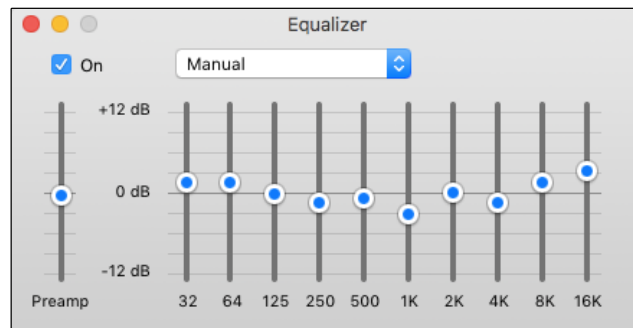 Equalizer
On
Manual
+12 dB
0 dB
-12 dB
Preamp 32 64 125 250 500 1K 2K 4K 8K 16K